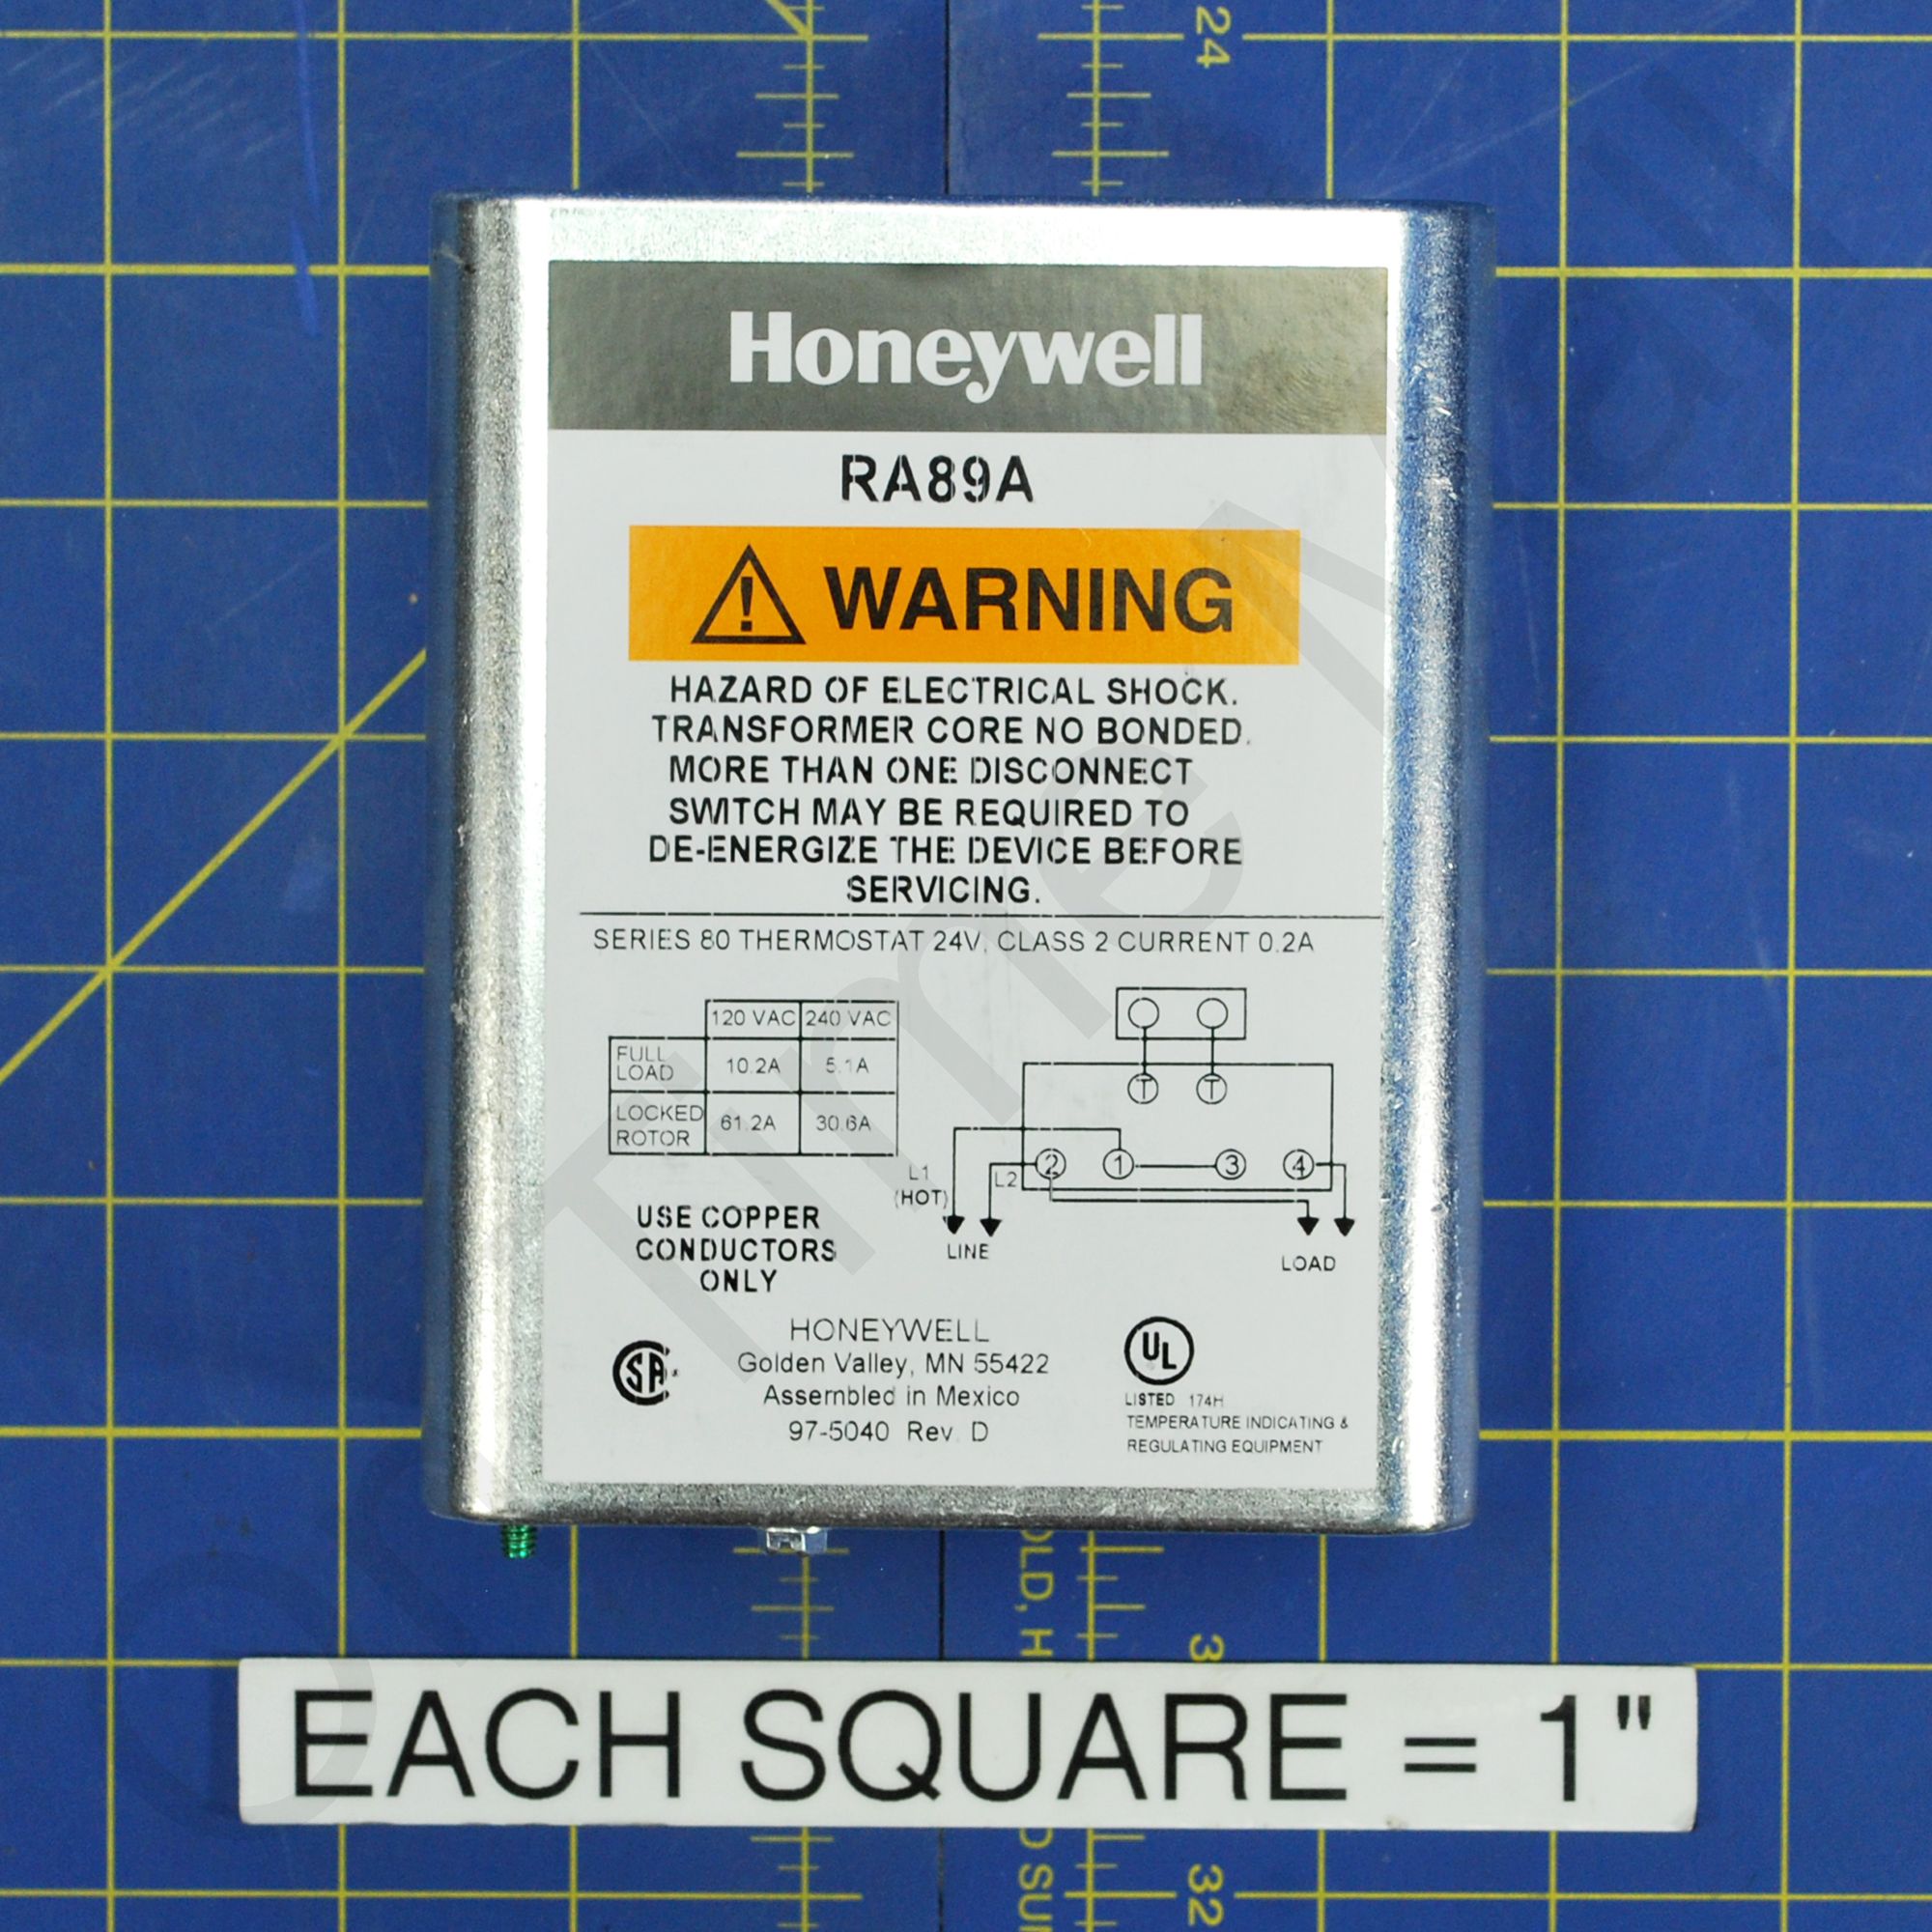 24
Honeywell
RA89A
WARNING
HAZARD OF ELECTRICAL SHOCK.
TRANSFORMER CORE NO BONDED.
MORE THAN ONE DISCONNECT
SWITCH MAY BE REQUIRED TO
DE-ENERGIZE THE DEVICE BEFORE
SERVICING.
SERIES 80 THERMOSTAT 24V, CLASS 2 CURRENT 0.2A
120 VAC 240 VAC
FULL LOAD 10.2A 5.1A
LOCKED ROTOR 61.2A 30.6A
T T
2 1 3 4
L1
(HOT)
L2
LINE
LOAD
USE COPPER
CONDUCTORS
ONLY
HONEYWELL
Golden Valley, MN 55422
Assembled in Mexico
97-5040 Rev. D
SA
UL
LISTED 174H
TEMPERATURE INDICATING &
REGULATING EQUIPMENT
OLD, H
3
EACH SQUARE = 1"
32
Time